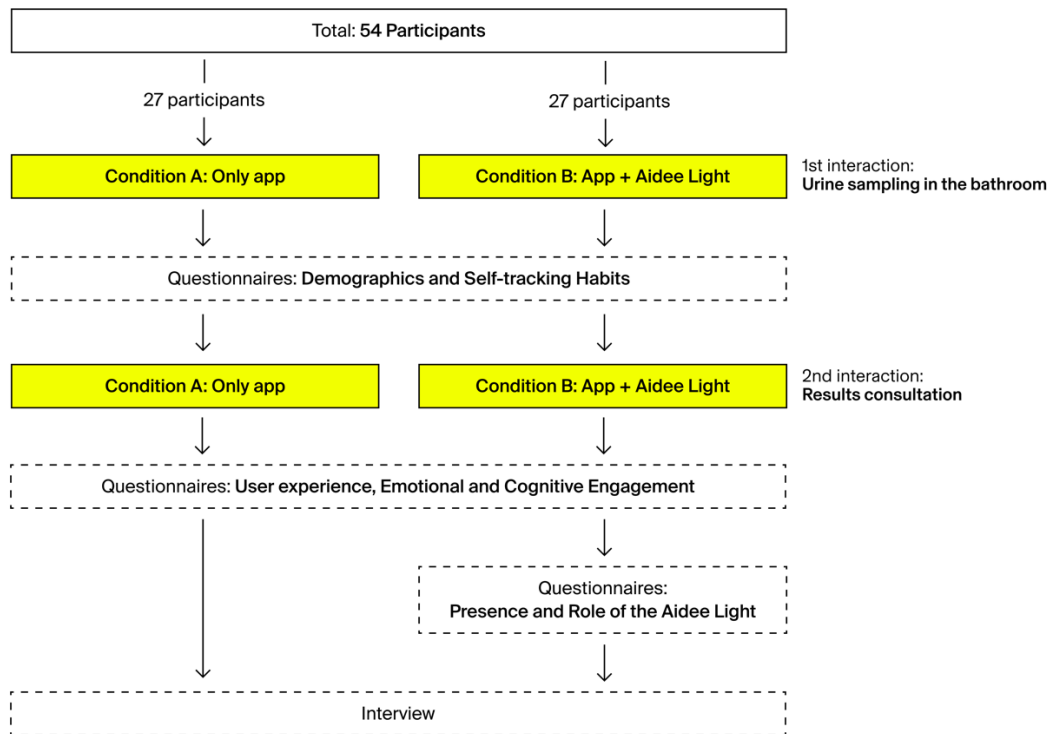 Total: 54 Participants
27 participants
27 participants
Condition A: Only app
Condition B: App + Aidee Light
1st interaction:
Urine sampling in the bathroom
Questionnaires: Demographics and Self-tracking Habits
Condition A: Only app
Condition B: App + Aidee Light
2nd interaction:
Results consultation
Questionnaires: User experience, Emotional and Cognitive Engagement
Questionnaires:
Presence and Role of the Aidee Light
Interview